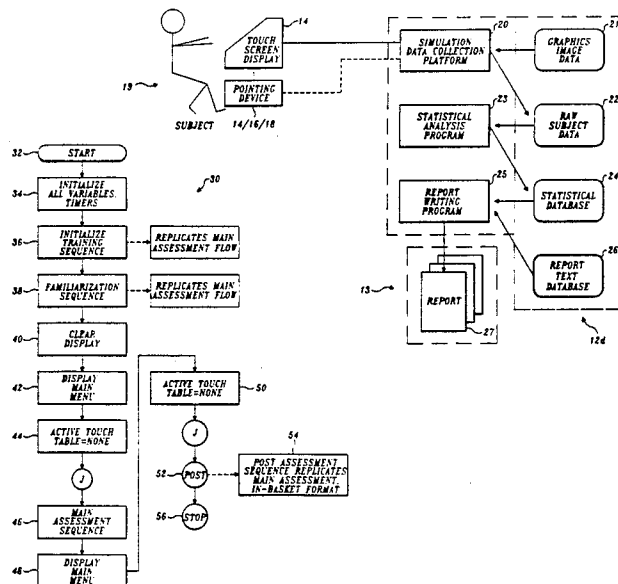 14
TOUCH
SCREEN
DISPLAY
POINTING
DEVICE
14/16/18
19
SUBJECT
20
SIMULATION
DATA COLLECTION
PLATFORM
21
GRAPHICS
IMAGE
DATA
22
RAW
SUBJECT
DATA
23
STATISTICAL
ANALYSIS
PROGRAM
24
STATISTICAL
DATABASE
25
REPORT
WRITING
PROGRAM
26
REPORT
TEXT
DATABASE
13
REPORT
27
12d
30
32
START
34
INITIALIZE
ALL VARIABLES,
TIMERS
36
INITIALIZE
TRAINING
SEQUENCE
REPLICATES MAIN
ASSESSMENT FLOW
38
FAMILIARIZATION
SEQUENCE
REPLICATES MAIN
ASSESSMENT FLOW
40
CLEAR
DISPLAY
42
DISPLAY
MAIN
MENU
44
ACTIVE TOUCH
TABLE=NONE
J
46
MAIN
ASSESSMENT
SEQUENCE
48
DISPLAY
MAIN
MENU
50
ACTIVE TOUCH
TABLE=NONE
J
52
POST
54
POST ASSESSMENT
SEQUENCE REPLICATES
MAIN ASSESSMENT,
IN-BASKET FORMAT
56
STOP